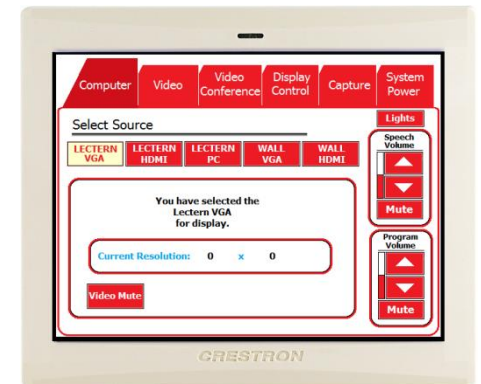 Computer
Video
Video
Conference
Display
Control
Capture
System
Power
Select Source
Lights
LECTERN
VGA
LECTERN
HDMI
LECTERN
PC
WALL
VGA
WALL
HDMI
Speech
Volume
Mute
You have selected the
Lectern VGA
for display.
Current Resolution: 0 x 0
Video Mute
Program
Volume
Mute
CRESTRON